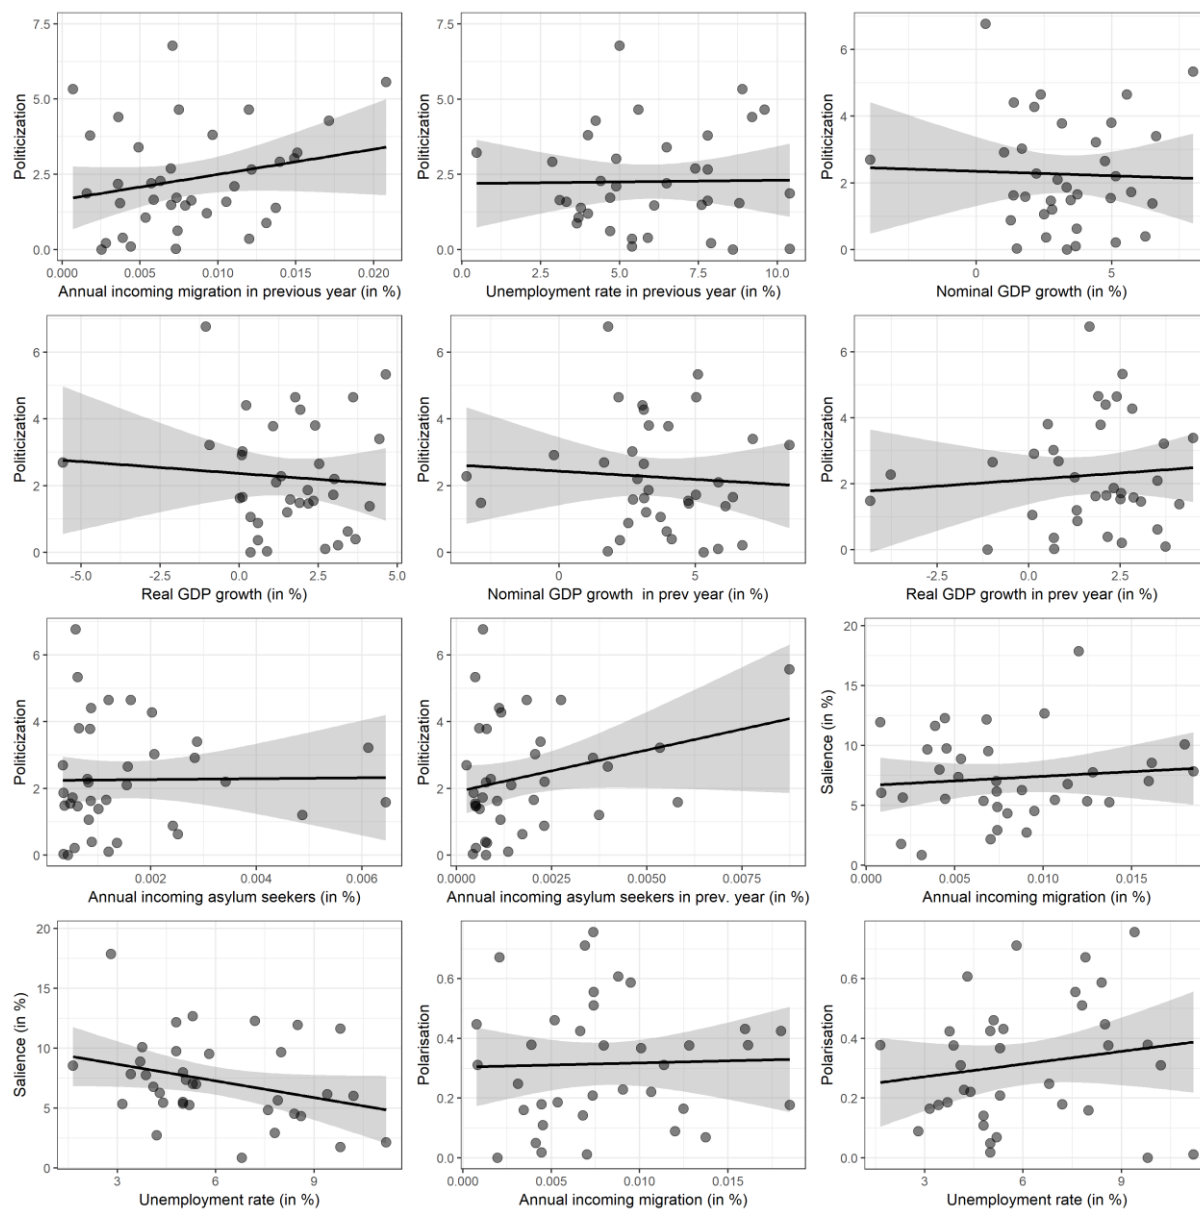 7.5
5.0
2.5
0.0
Politicization
0.000 0.005 0.010 0.015 0.020
Annual incoming migration in previous year (in %)
7.5
5.0
2.5
0.0
Politicization
0.0 2.5 5.0 7.5 10.0
Unemployment rate in previous year (in %)
6
4
2
0
Politicization
0 5
Nominal GDP growth (in %)
6
4
2
0
Politicization
-5.0 -2.5 0.0 2.5 5.0
Real GDP growth (in %)
6
4
2
0
Politicization
0 5
Nominal GDP growth in prev year (in %)
6
4
2
0
Politicization
-2.5 0.0 2.5
Real GDP growth in prev year (in %)
6
4
2
0
Politicization
0.002 0.004 0.006
Annual incoming asylum seekers (in %)
6
4
2
0
Politicization
0.0000 0.0025 0.0050 0.0075
Annual incoming asylum seekers in prev. year (in %)
20
15
10
5
0
Salience (in %)
0.000 0.005 0.010 0.015
Annual incoming migration (in %)
20
15
10
5
0
Salience (in %)
3 6 9
Unemployment rate (in %)
0.6
0.4
0.2
0.0
Polarisation
0.000 0.005 0.010 0.015
Annual incoming migration (in %)
0.6
0.4
0.2
0.0
Polarisation
3 6 9
Unemployment rate (in %)